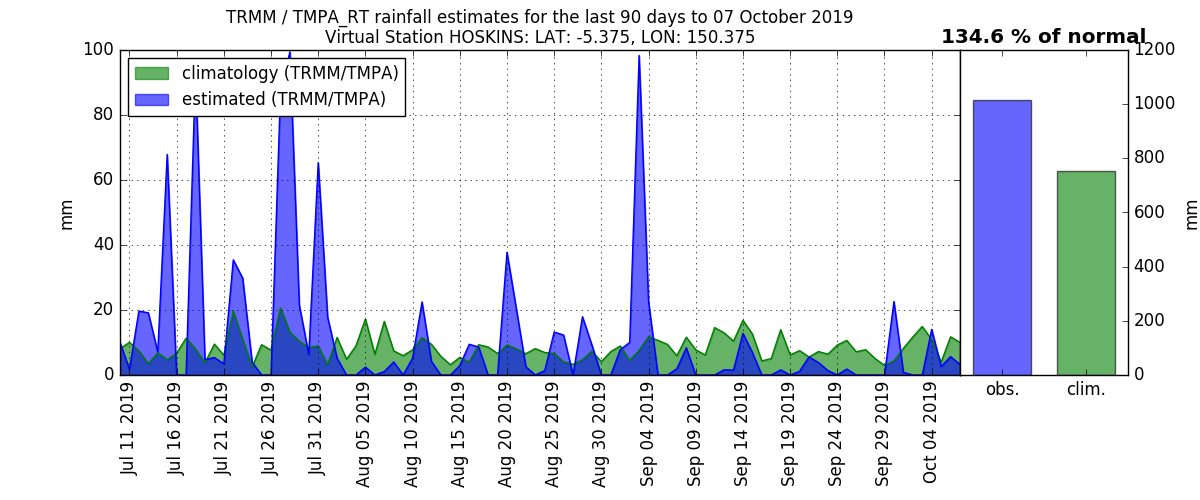 TRMM / TMPA_RT rainfall estimates for the last 90 days to 07 October 2019
Virtual Station HOSKINS: LAT: -5.375, LON: 150.375
134.6 % of normal
climatology (TRMM/TMPA)
estimated (TRMM/TMPA)
mm
100
80
60
40
20
0
Jul 11 2019
Jul 16 2019
Jul 21 2019
Jul 26 2019
Jul 31 2019
Aug 05 2019
Aug 10 2019
Aug 15 2019
Aug 20 2019
Aug 25 2019
Aug 30 2019
Sep 04 2019
Sep 09 2019
Sep 14 2019
Sep 19 2019
Sep 24 2019
Sep 29 2019
Oct 04 2019
1200
1000
800
600
400
200
0
mm
obs.
clim.